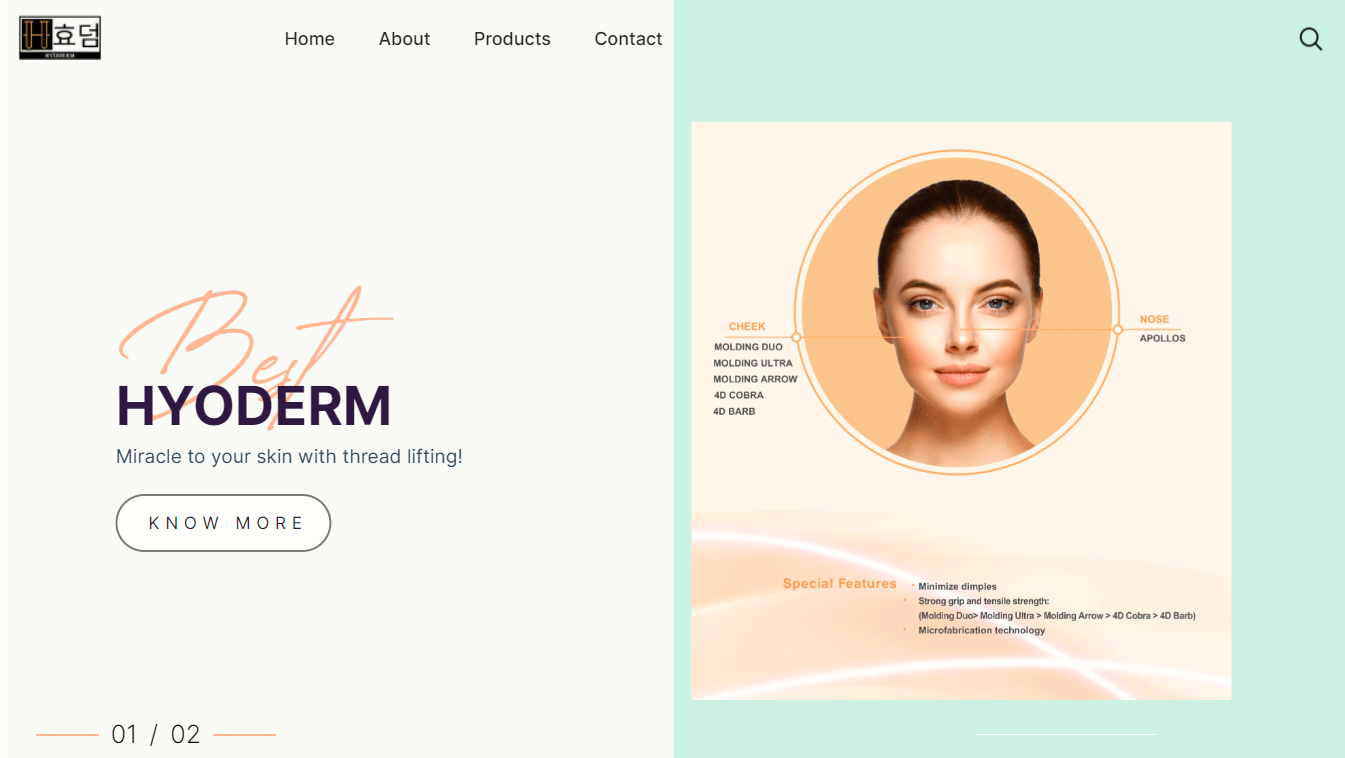 H효덤
HYODERM
Home
About
Products
Contact
Best
HYODERM
Miracle to your skin with thread lifting!
KNOW MORE
01 / 02
CHEEK
MOLDING DUO
MOLDING ULTRA
MOLDING ARROW
4D COBRA
4D BARB
NOSE
APOLLOS
Special Features
· Minimize dimples
· Strong grip and tensile strength:
(Molding Duo> Molding Ultra > Molding Arrow > 4D Cobra > 4D Barb)
· Microfabrication technology